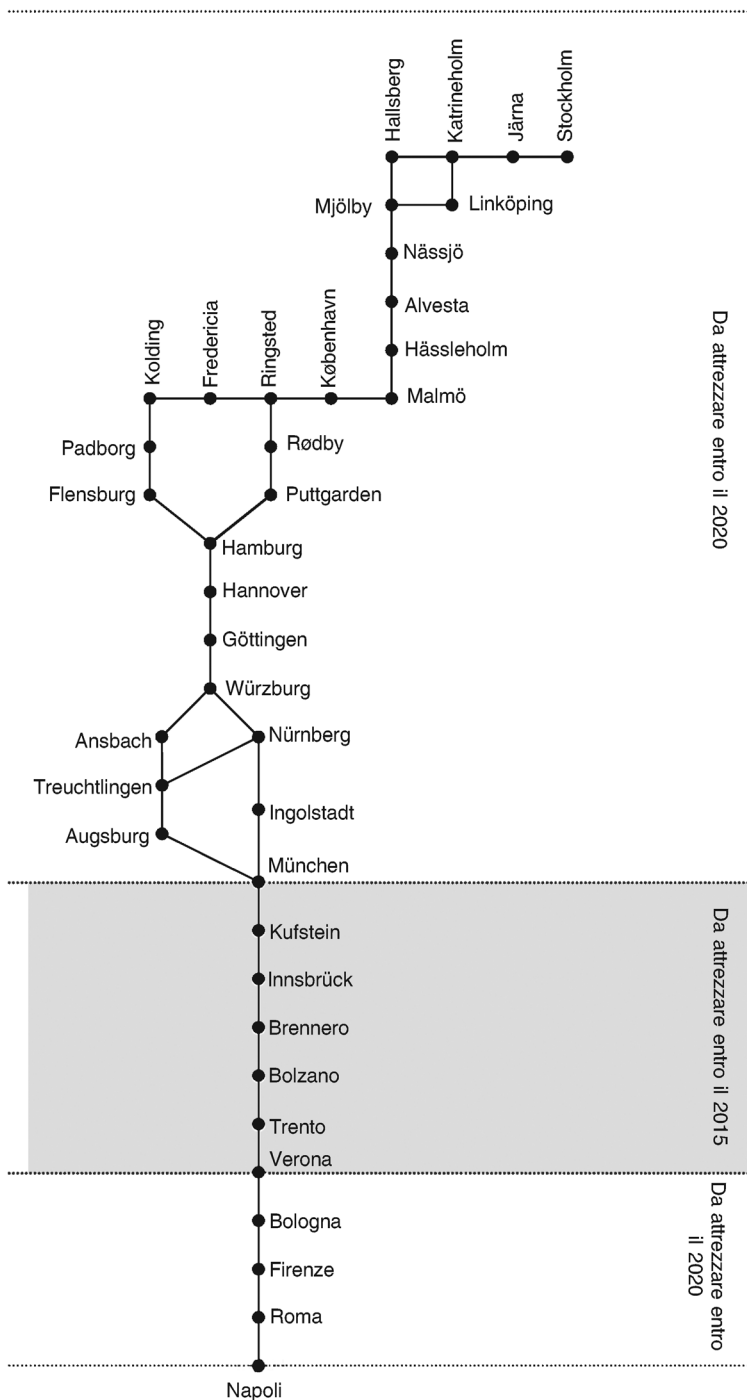 Hallsberg
Katrineholm
Järna
Stockholm
Mjölby
Linköping
Nässjö
Alvesta
Hässleholm
Malmö
Kolding
Fredericia
Ringsted
København
Padborg
Rødby
Flensburg
Puttgarden
Hamburg
Hannover
Göttingen
Würzburg
Ansbach
Nürnberg
Treuchtlingen
Ingolstadt
Augsburg
München
Da attrezzare entro il 2020
Kufstein
Innsbrück
Brennero
Bolzano
Trento
Verona
Da attrezzare entro il 2015
Bologna
Firenze
Roma
Napoli
Da attrezzare entro
il 2020